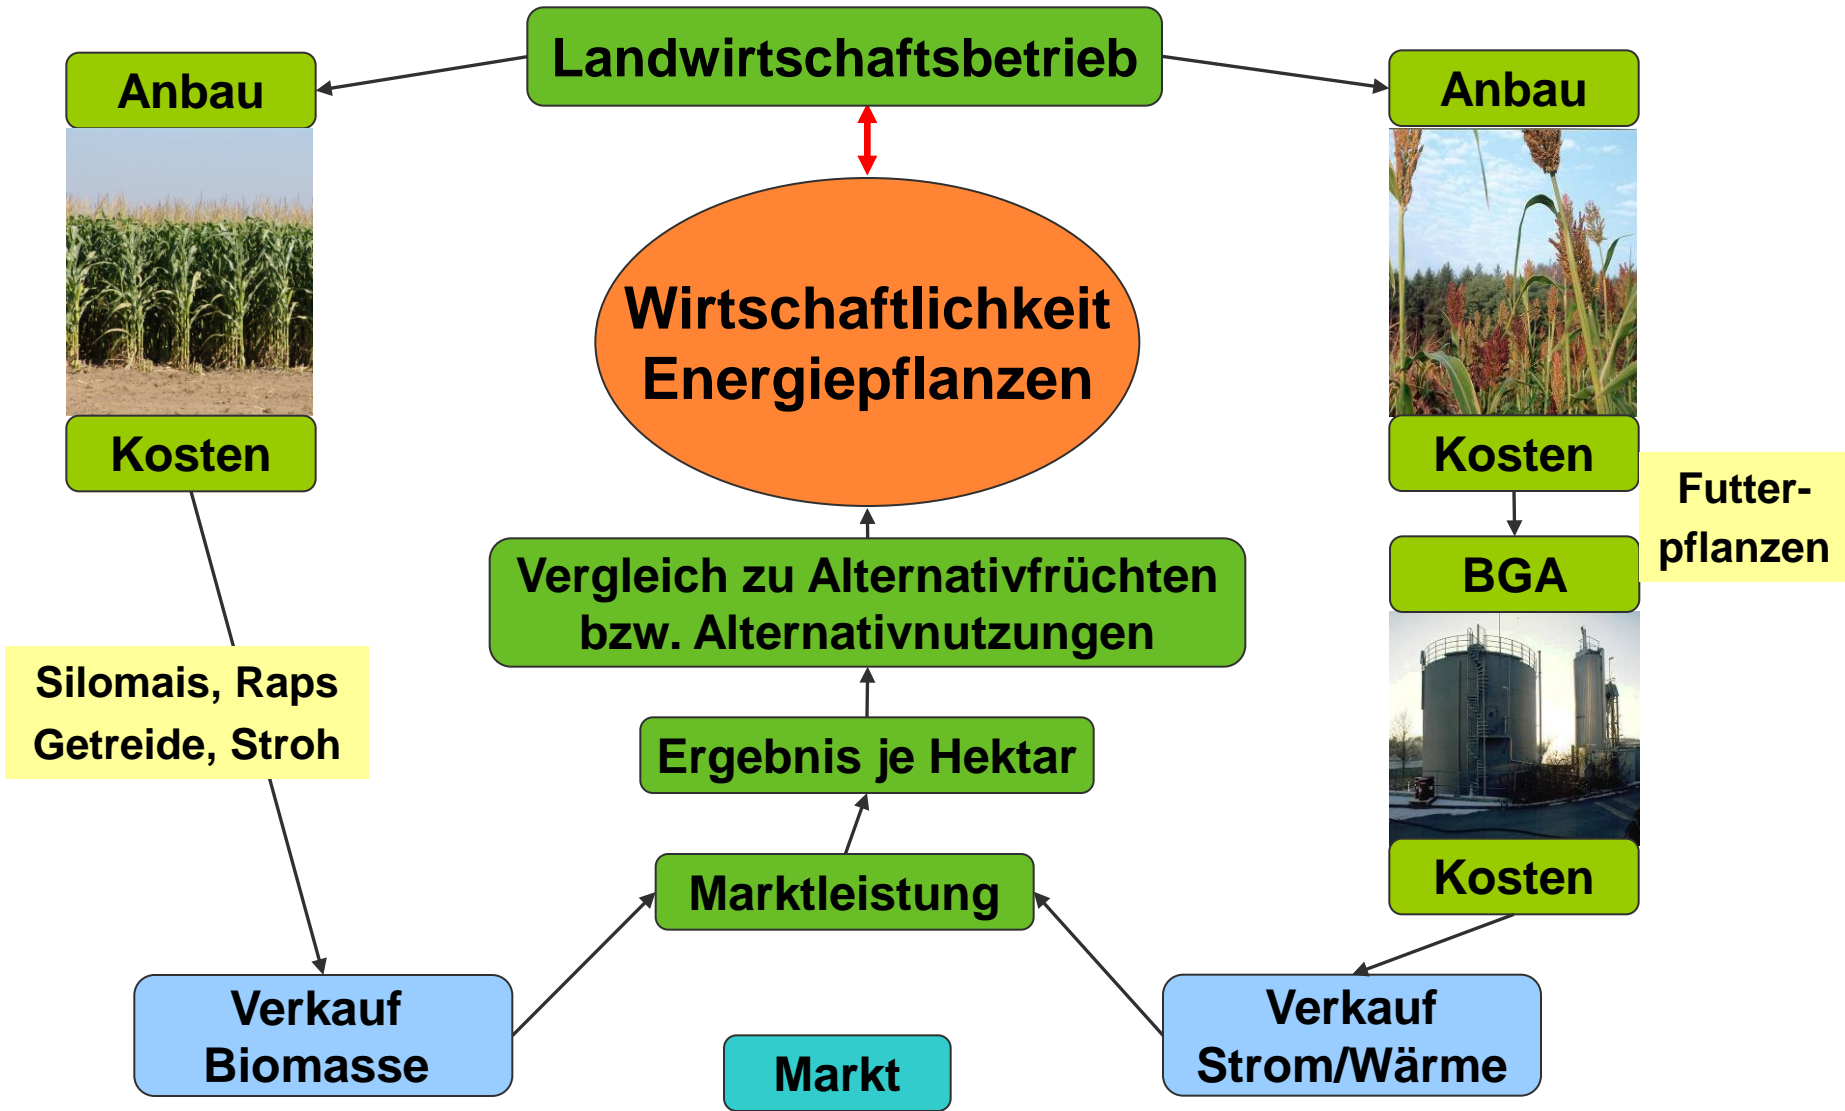 Landwirtschaftsbetrieb
Anbau
Anbau
Wirtschaftlichkeit
Energiepflanzen
Kosten
Kosten
Futter-
pflanzen
BGA
Vergleich zu Alternativfrüchten
bzw. Alternativnutzungen
Silomais, Raps
Getreide, Stroh
Ergebnis je Hektar
Marktleistung
Kosten
Verkauf
Biomasse
Verkauf
Strom/Wärme
Markt